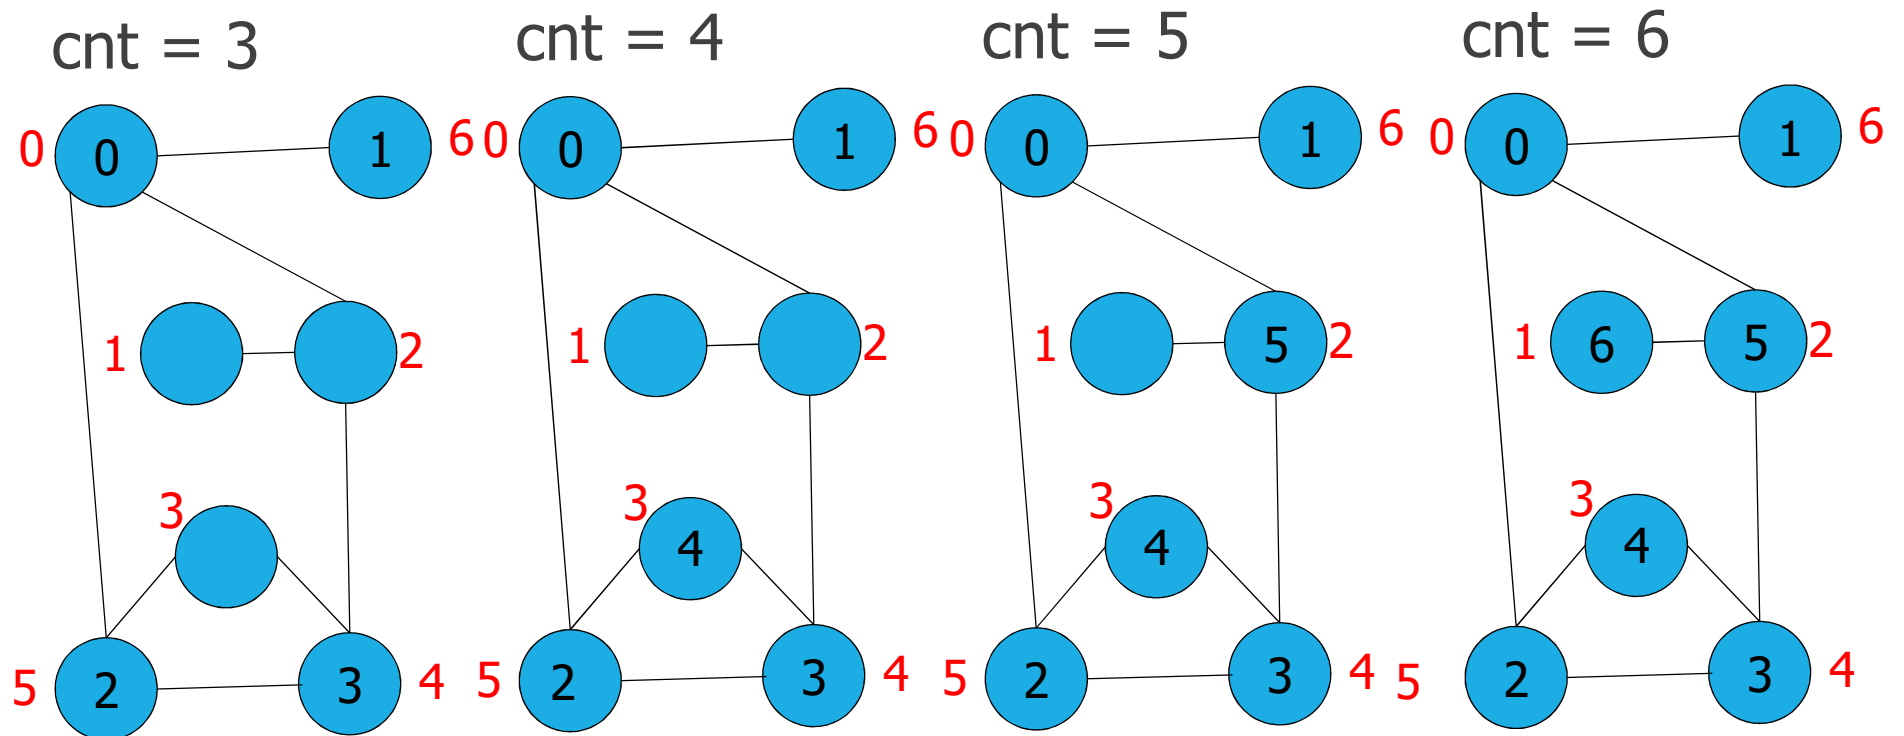 cnt = 3
cnt = 4
cnt = 5
cnt = 6
0 0 1 6
1 2
3
5 2 3 4
0 0 1 6
1 2
3 4
5 2 3 4
0 0 1 6
1 5 2
3 4
5 2 3 4
0 0 1 6
1 6 5 2
3 4
5 2 3 4